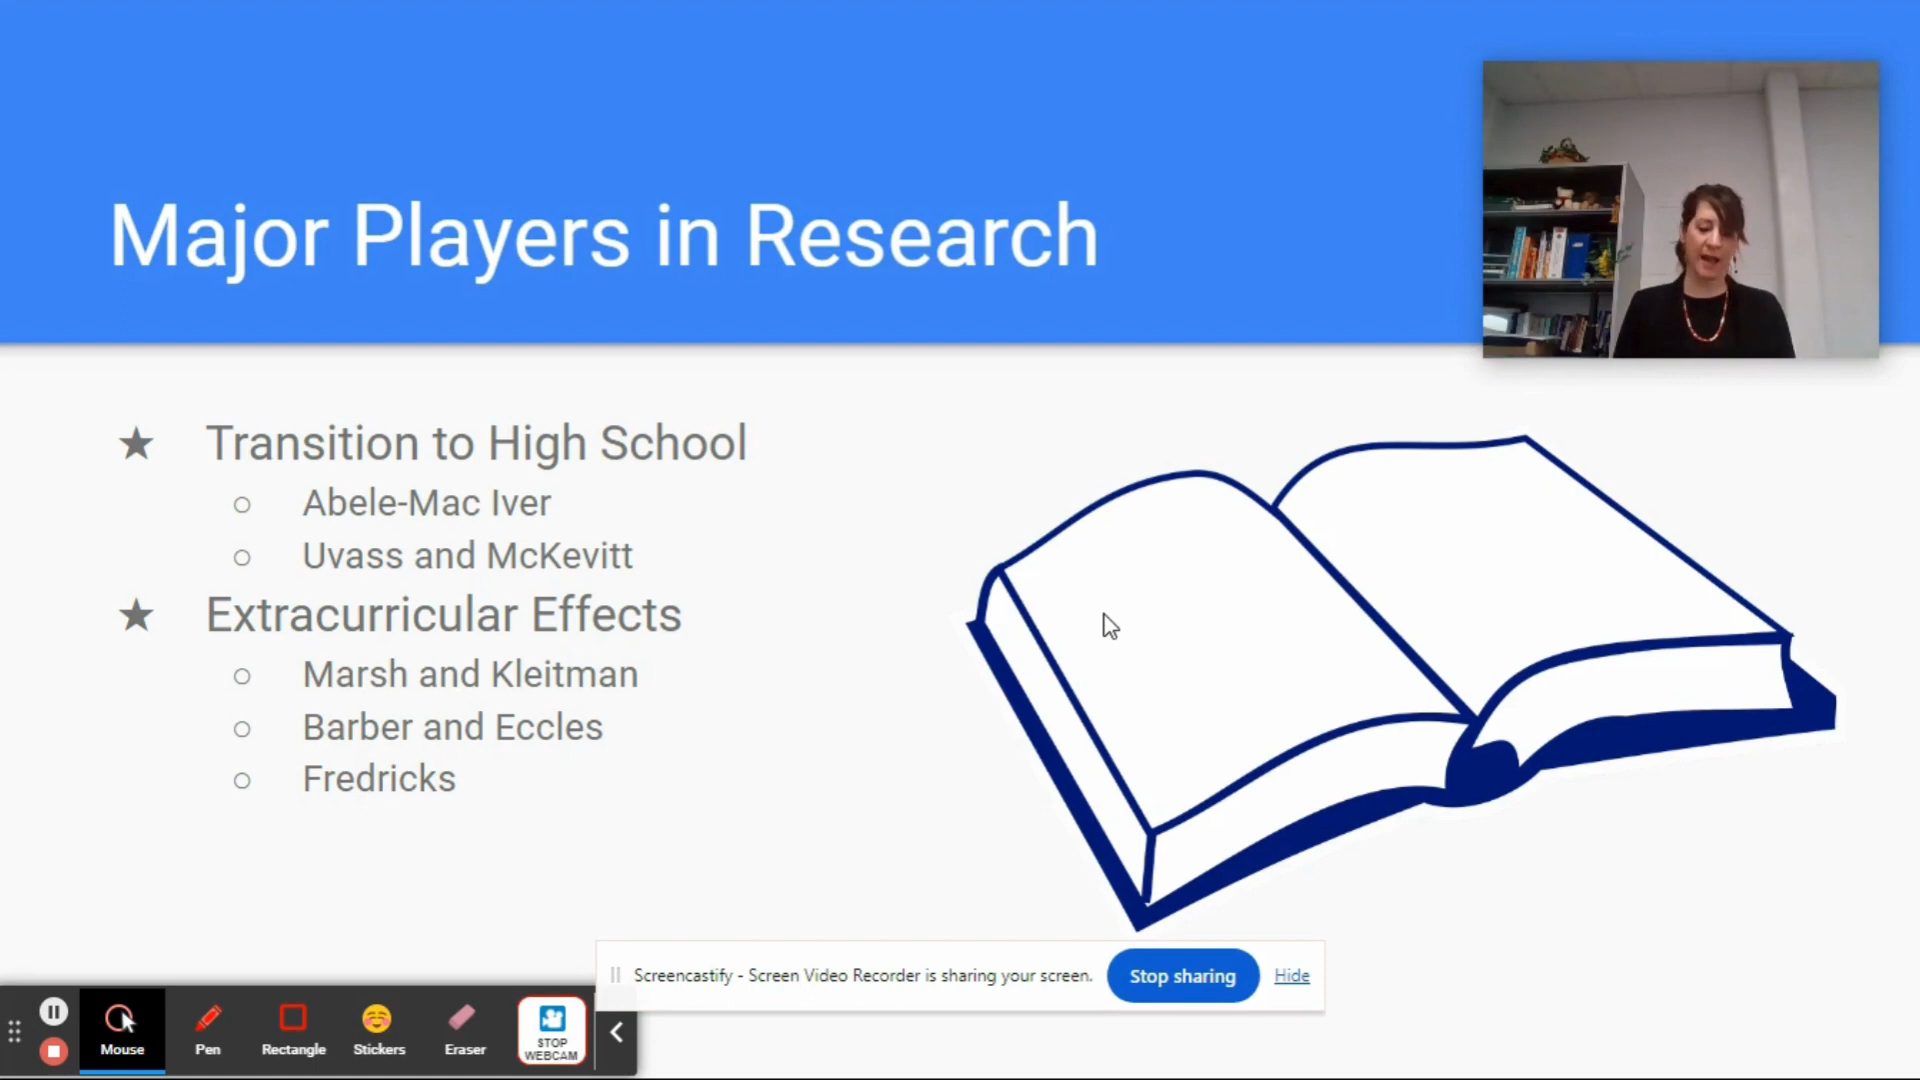 Major Players in Research
★ Transition to High School
○ Abele-Mac Iver
○ Uvass and McKevitt
★ Extracurricular Effects
○ Marsh and Kleitman
○ Barber and Eccles
○ Fredricks
Screencastify - Screen Video Recorder is sharing your screen.
Stop sharing
Hide
Mouse
Pen
Rectangle
Stickers
Eraser
STOP
WEBCAM